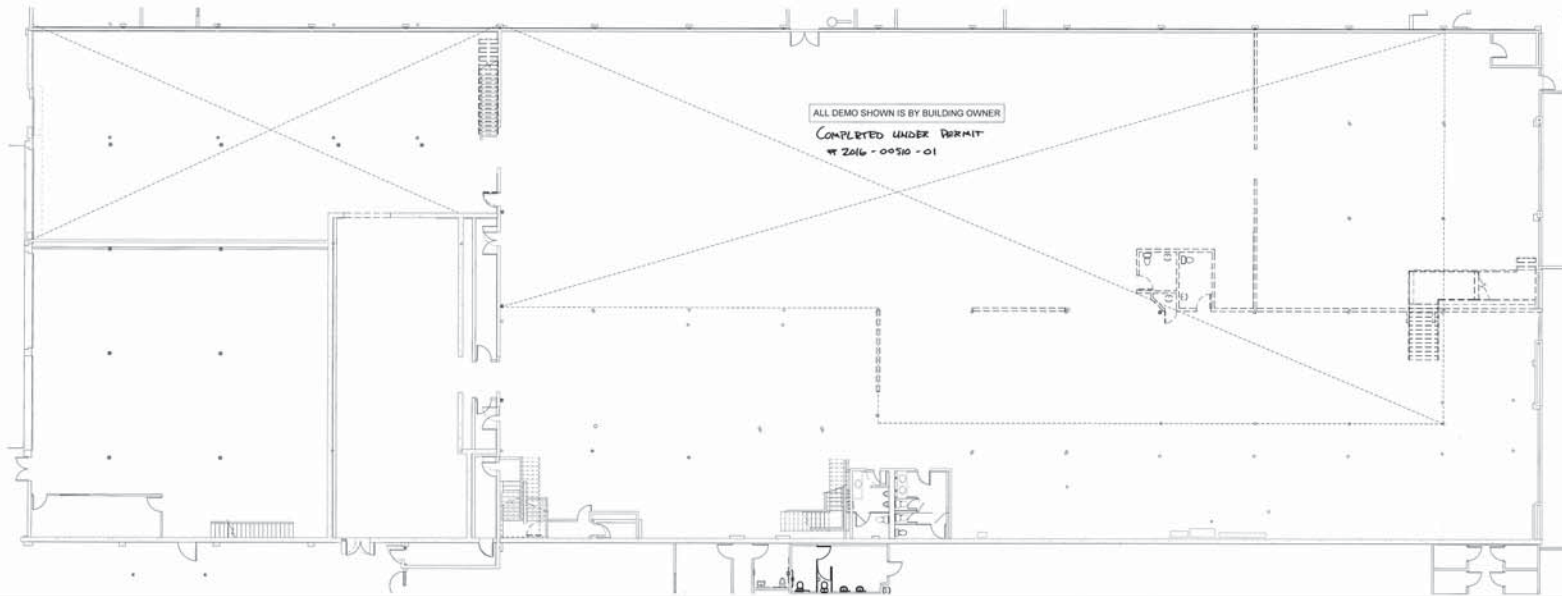 ALL DEMO SHOWN IS BY BUILDING OWNER
COMPLETED UNDER PERMIT
# 2016-00510-01